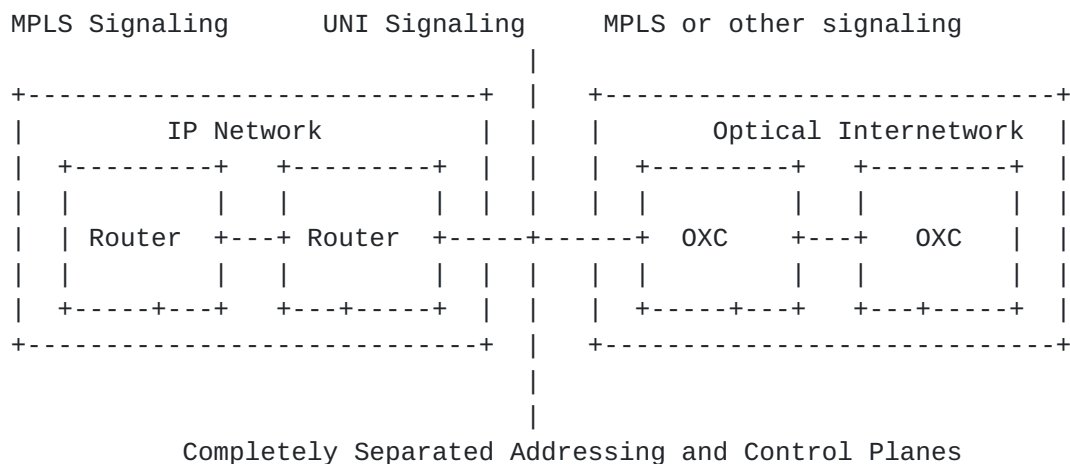 MPLS Signaling UNI Signaling MPLS or other signaling
IP Network Optical Internetwork
Router Router OXC OXC
Completely Separated Addressing and Control Planes